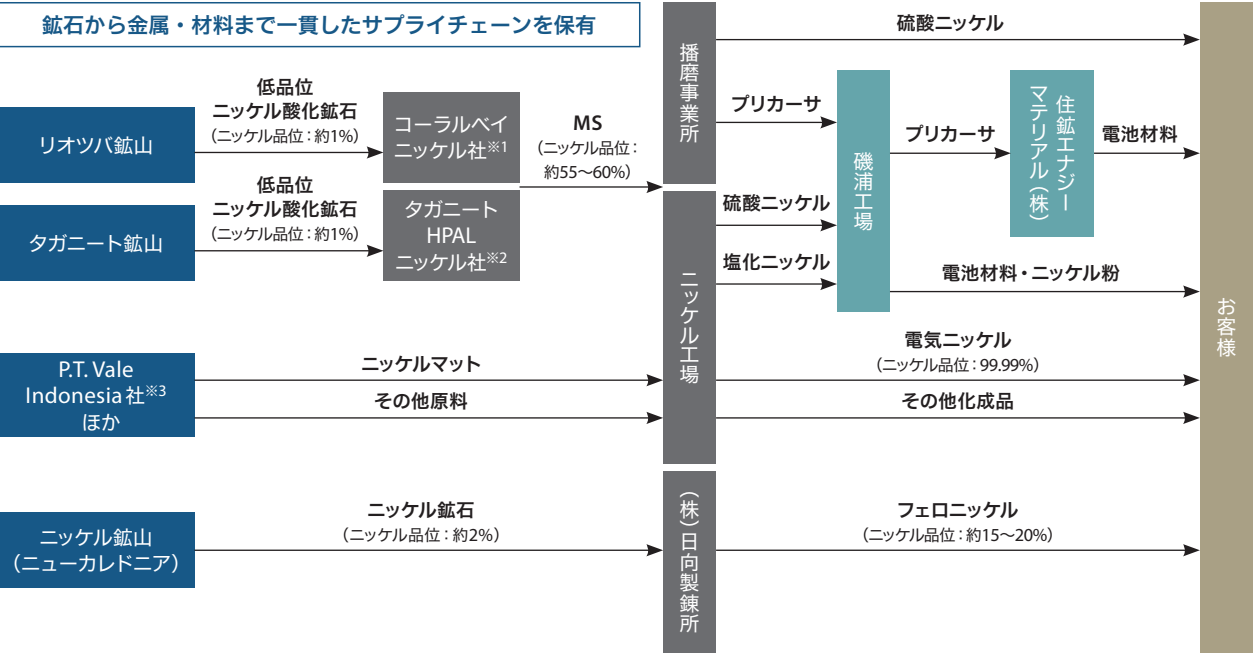 鉱石から金属・材料まで一貫したサプライチェーンを保有
リオツバ鉱山
低品位
ニッケル酸化鉱石
（ニッケル品位：約1%）
コーラルベイ
ニッケル社※1
タガニート鉱山
低品位
ニッケル酸化鉱石
（ニッケル品位：約1%）
タガニート
HPAL
ニッケル社※2
MS
（ニッケル品位：
約55～60%）
P.T. Vale
Indonesia社※3
ほか
ニッケルマット
その他原料
ニッケル鉱山
（ニューカレドニア）
ニッケル鉱石
（ニッケル品位：約2%）
播磨事業所
ニッケル工場
（株）日向製錬所
硫酸ニッケル
プリカーサ
硫酸ニッケル
塩化ニッケル
磯浦工場
プリカーサ
住鉱エナジー
マテリアル（株）
電池材料
電池材料・ニッケル粉
電気ニッケル
（ニッケル品位：99.99%）
その他化成品
フェロニッケル
（ニッケル品位：約15～20%）
お客様